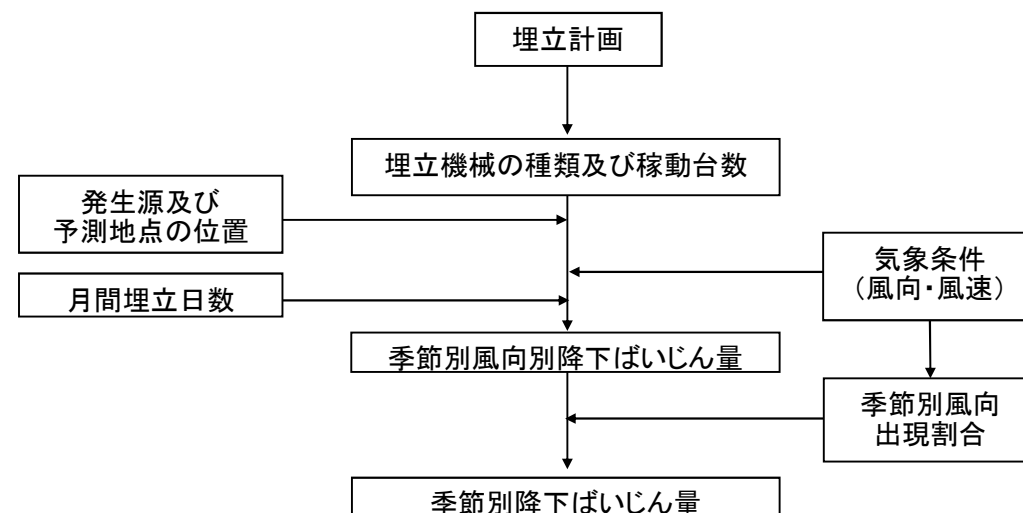 埋立計画
埋立機械の種類及び稼動台数
発生源及び
予測地点の位置
気象条件
（風向・風速）
月間埋立日数
季節別風向別降下ばいじん量
季節別風向
出現割合
季節別降下ばいじん量